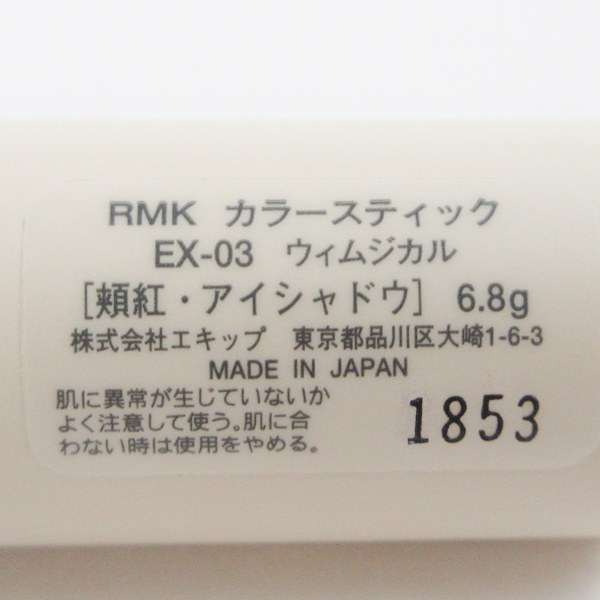 RMK カラースティック
EX-03 ウィムジカル
[頬紅・アイシャドウ] 6.8g
株式会社エキップ 東京都品川区大崎1-6-3
MADE IN JAPAN
肌に異常が生じていないか
よく注意して使う。肌に合
わない時は使用をやめる。
1853